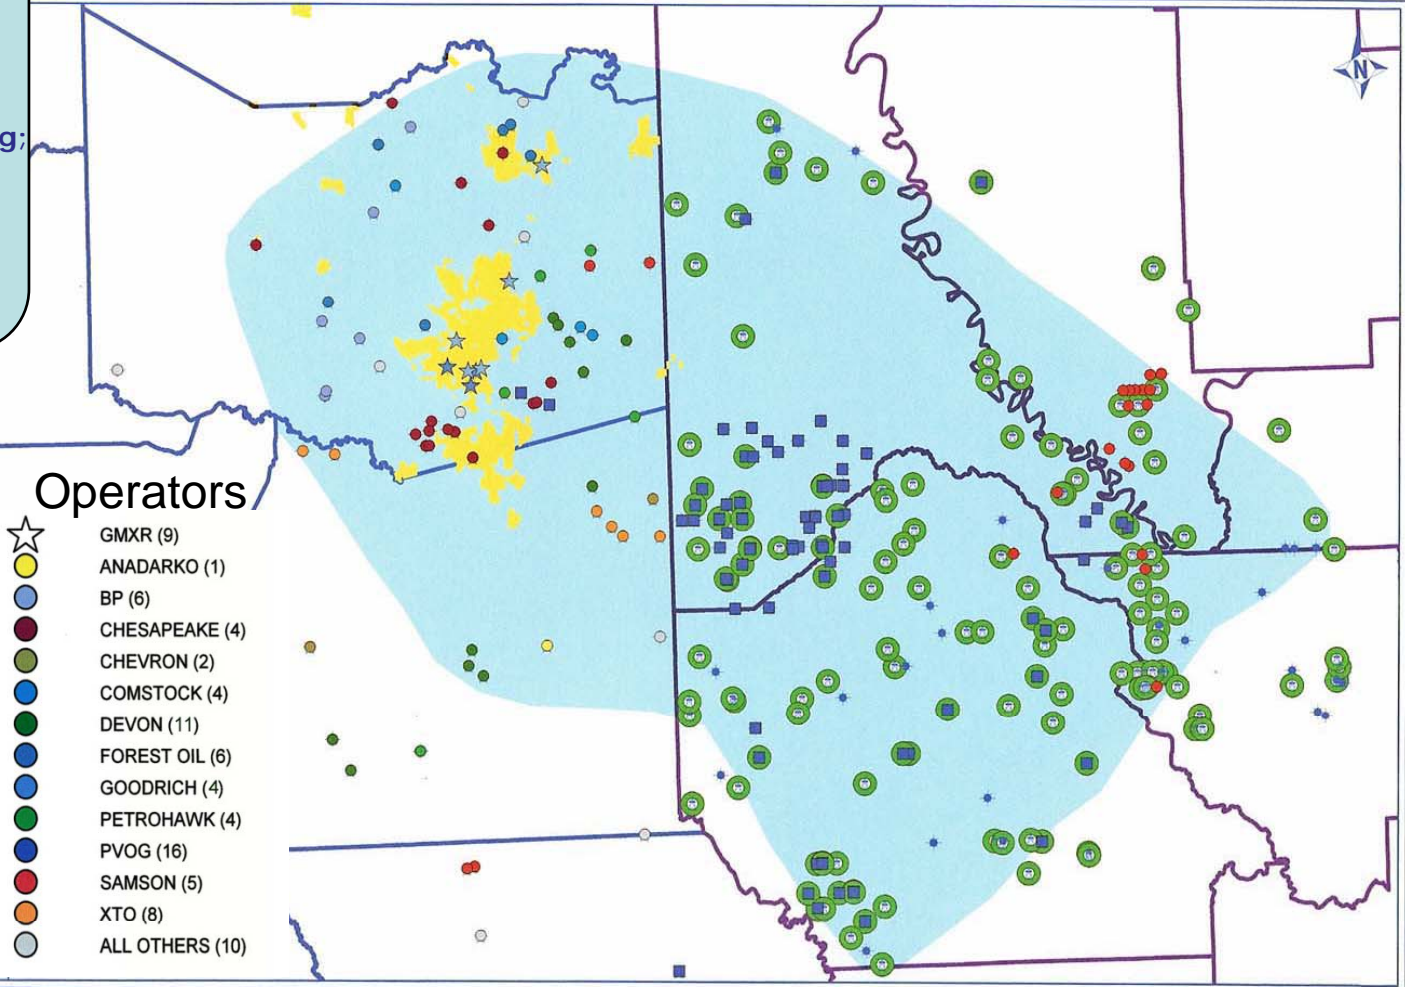 g;
N
Operators
GMXR (9)
ANADARKO (1)
BP (6)
CHESAPEAKE (4)
CHEVRON (2)
COMSTOCK (4)
DEVON (11)
FOREST OIL (6)
GOODRICH (4)
PETROHAWK (4)
PVOG (16)
SAMSON (5)
XTO (8)
ALL OTHERS (10)